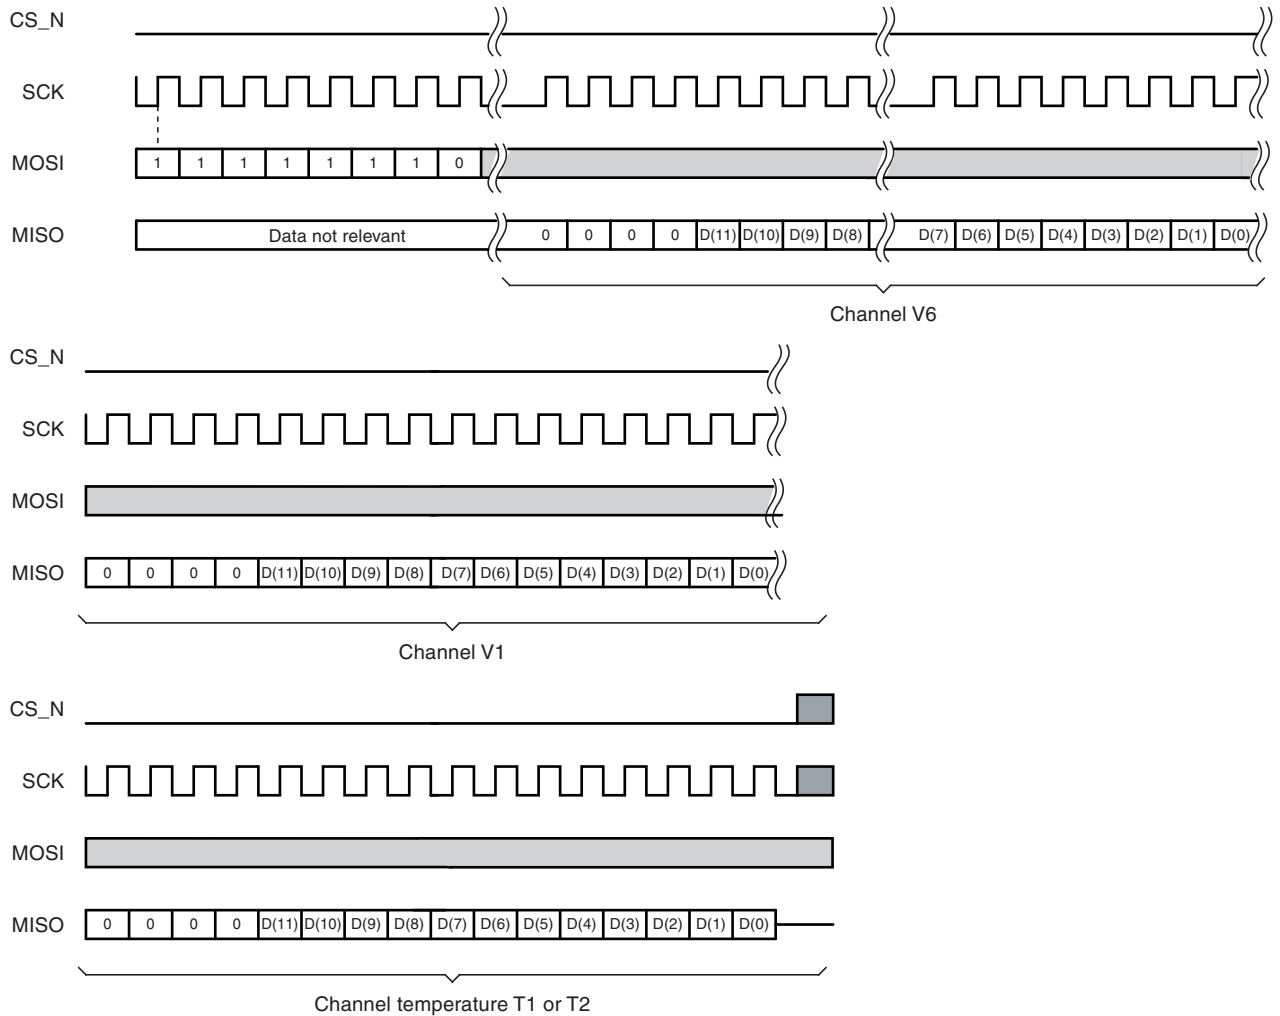 CS_N
SCK
MOSI 1 1 1 1 1 1 1 0
MISO Data not relevant 0 0 0 0 D(11) D(10) D(9) D(8) D(7) D(6) D(5) D(4) D(3) D(2) D(1) D(0)
Channel V6
CS_N
SCK
MOSI
MISO 0 0 0 0 D(11) D(10) D(9) D(8) D(7) D(6) D(5) D(4) D(3) D(2) D(1) D(0)
Channel V1
CS_N
SCK
MOSI
MISO 0 0 0 0 D(11) D(10) D(9) D(8) D(7) D(6) D(5) D(4) D(3) D(2) D(1) D(0)
Channel temperature T1 or T2